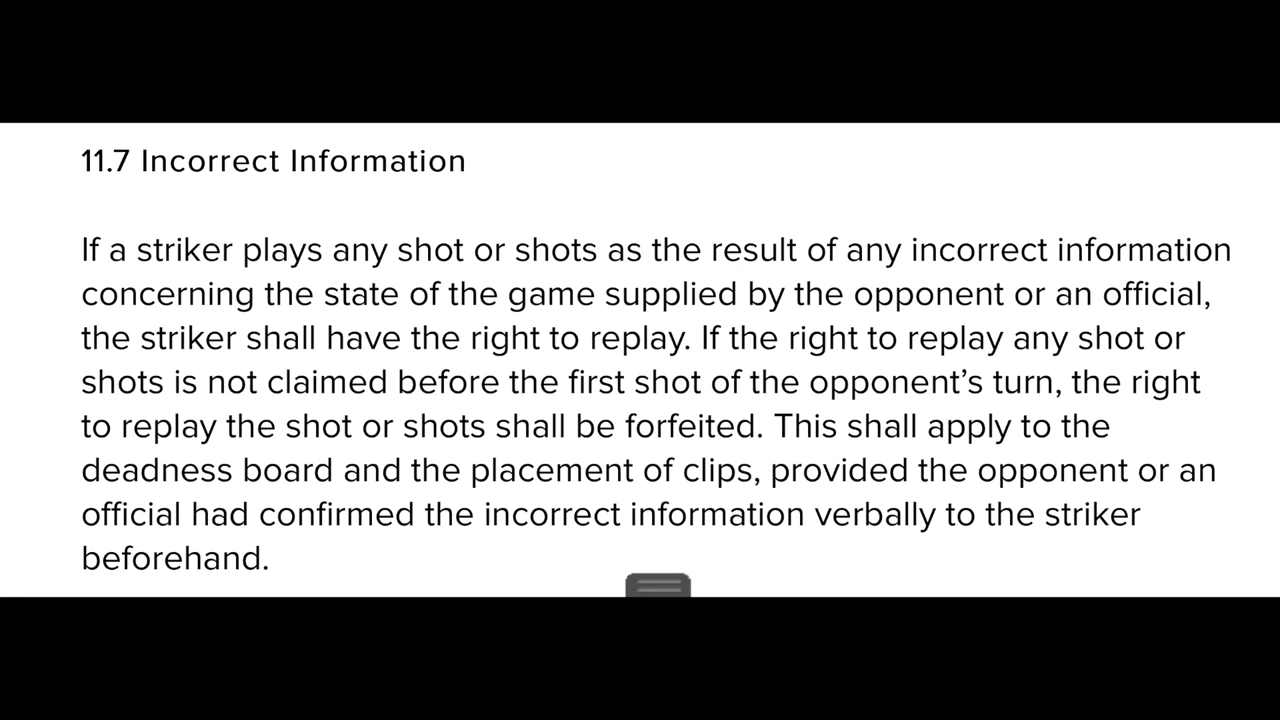 11.7 Incorrect Information
If a striker plays any shot or shots as the result of any incorrect information
concerning the state of the game supplied by the opponent or an official,
the striker shall have the right to replay. If the right to replay any shot or
shots is not claimed before the first shot of the opponent’s turn, the right
to replay the shot or shots shall be forfeited. This shall apply to the
deadness board and the placement of clips, provided the opponent or an
official had confirmed the incorrect information verbally to the striker
beforehand.